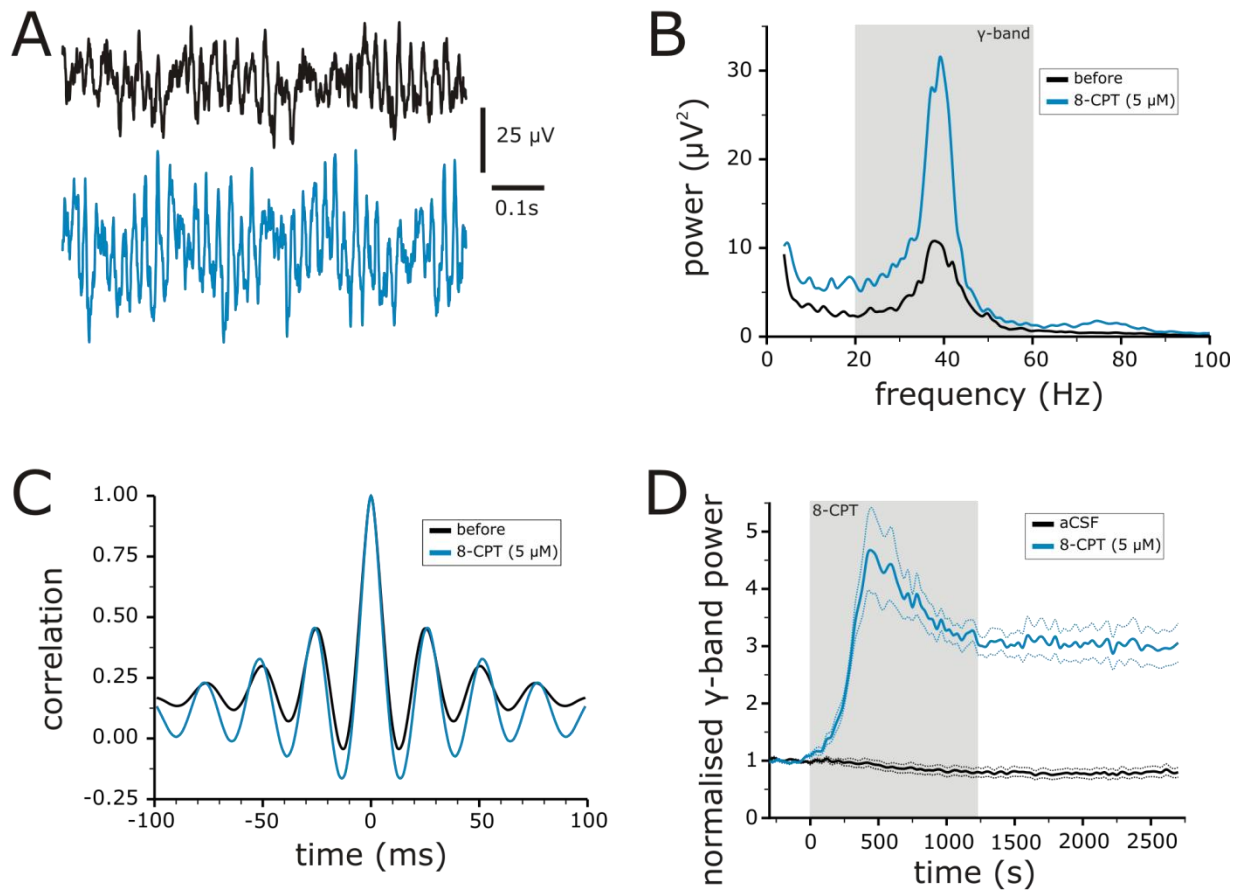 A
25 µV
0.1s
B
γ-band
before
8-CPT (5 µM)
power (µV²)
30
20
10
0
0 20 40 60 80 100
frequency (Hz)
C
before
8-CPT (5 µM)
correlation
1.00
0.75
0.50
0.25
0.00
-0.25
-100 -50 0 50 100
time (ms)
D
8-CPT
aCSF
8-CPT (5 µM)
normalised γ-band power
5
4
3
2
1
0
0 500 1000 1500 2000 2500
time (s)